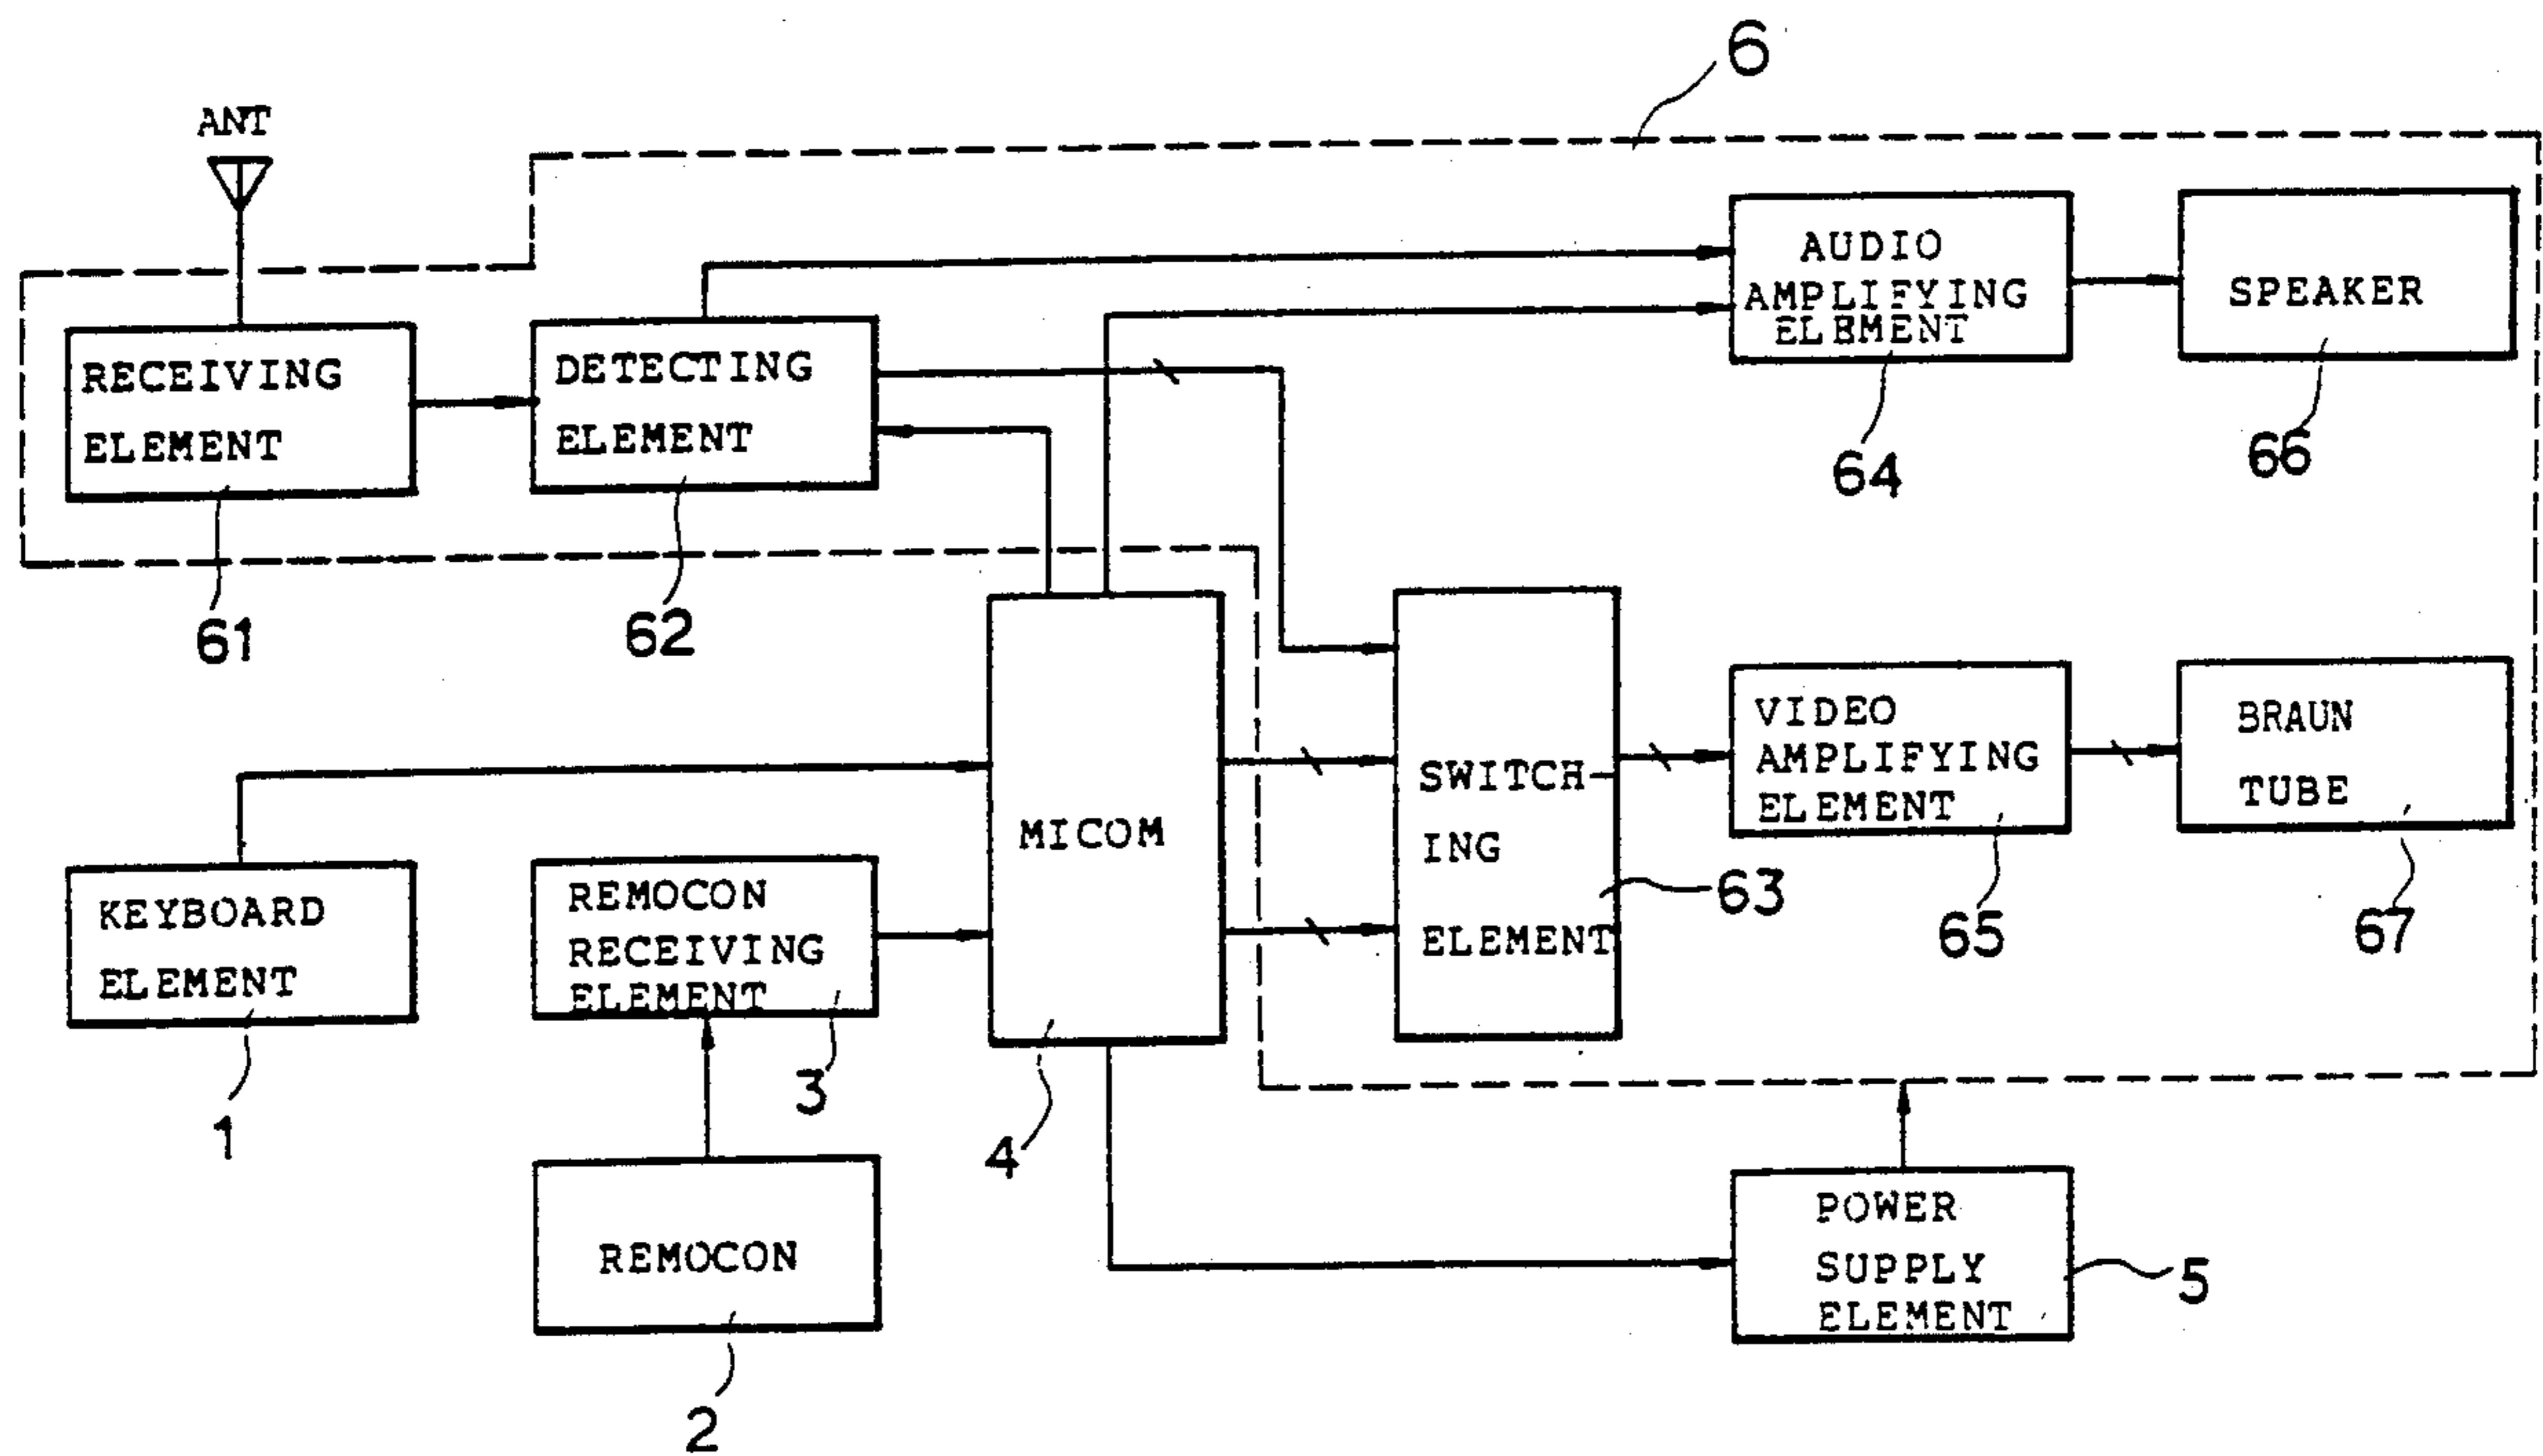 6
ANT
AUDIO
AMPLIFYING
ELEMENT
64
SPEAKER
66
RECEIVING
ELEMENT
61
DETECTING
ELEMENT
62
MICOM
4
SWITCH-
ING
ELEMENT
63
VIDEO
AMPLIFYING
ELEMENT
65
BRAUN
TUBE
67
KEYBOARD
ELEMENT
1
REMOCON
RECEIVING
ELEMENT
3
REMOCON
2
POWER
SUPPLY
ELEMENT
5